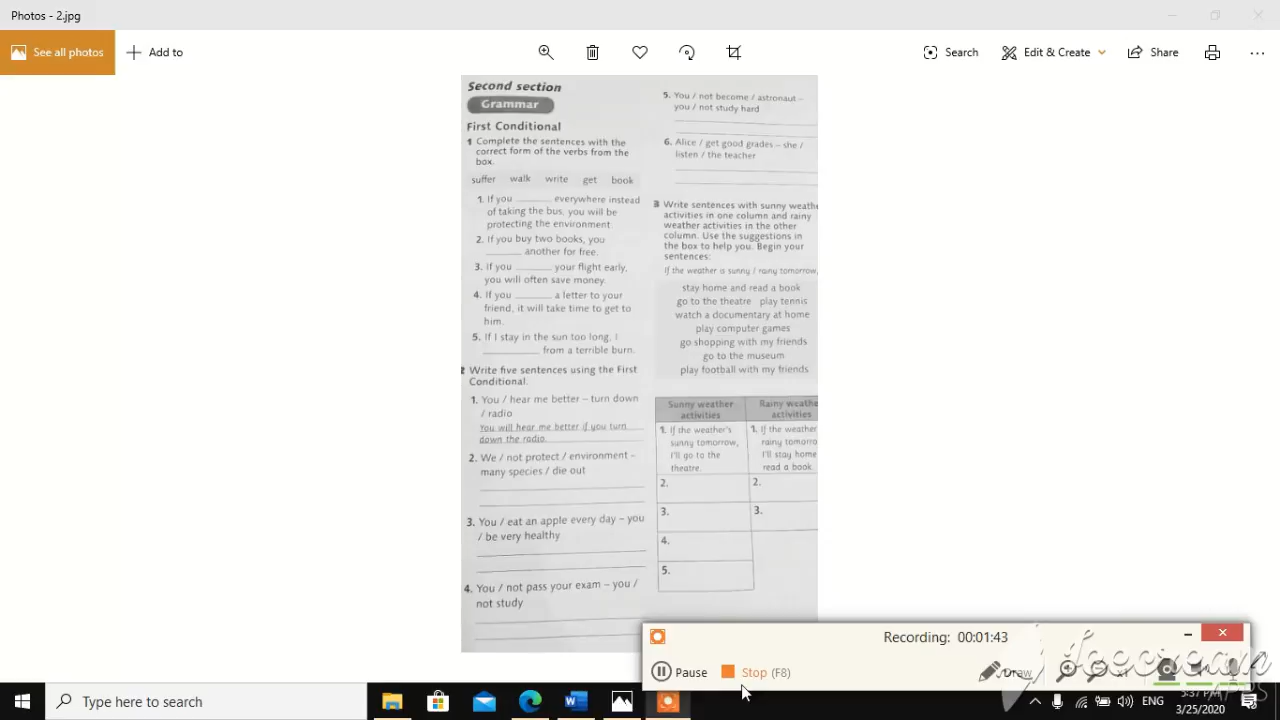 Photos - 2.jpg
See all photos
Add to
Search
Edit & Create
Share
Second section
Grammar
First Conditional
1 Complete the sentences with the
correct form of the verbs from the
box.
suffer walk write get book
1. If you ______ everywhere instead
of taking the bus, you will be
protecting the environment.
2. If you buy two books, you
______ another for free.
3. If you ______ your flight early,
you will often save money.
4. If you ______ a letter to your
friend, it will take time to get to
him.
5. If I stay in the sun too long, I
______ from a terrible burn.
2 Write five sentences using the First
Conditional.
1. You / hear me better – turn down
/ radio
You will hear me better if you turn
down the radio.
2. We / not protect / environment –
many species / die out
3. You / eat an apple every day – you
/ be very healthy
4. You / not pass your exam – you /
not study
5. You / not become / astronaut –
you / not study hard
6. Alice / get good grades – she /
listen / the teacher
3 Write sentences with sunny weathe
activities in one column and rainy
weather activities in the other
column. Use the suggestions in
the box to help you. Begin your
sentences:
If the weather is sunny / rainy tomorrow,
stay home and read a book
go to the theatre play tennis
watch a documentary at home
play computer games
go shopping with my friends
go to the museum
play football with my friends
Sunny weather
activities
Rainy weathe
activities
1. If the weather's
sunny tomorrow,
I'll go to the
theatre.
1. If the weather
rainy tomorro
I'll stay home
read a book.
2.
2.
3.
3.
4.
5.
Recording: 00:01:43
Pause
Stop (F8)
Draw
x1
Icecream
APPS
Type here to search
ENG
5:37 PM
3/25/2020